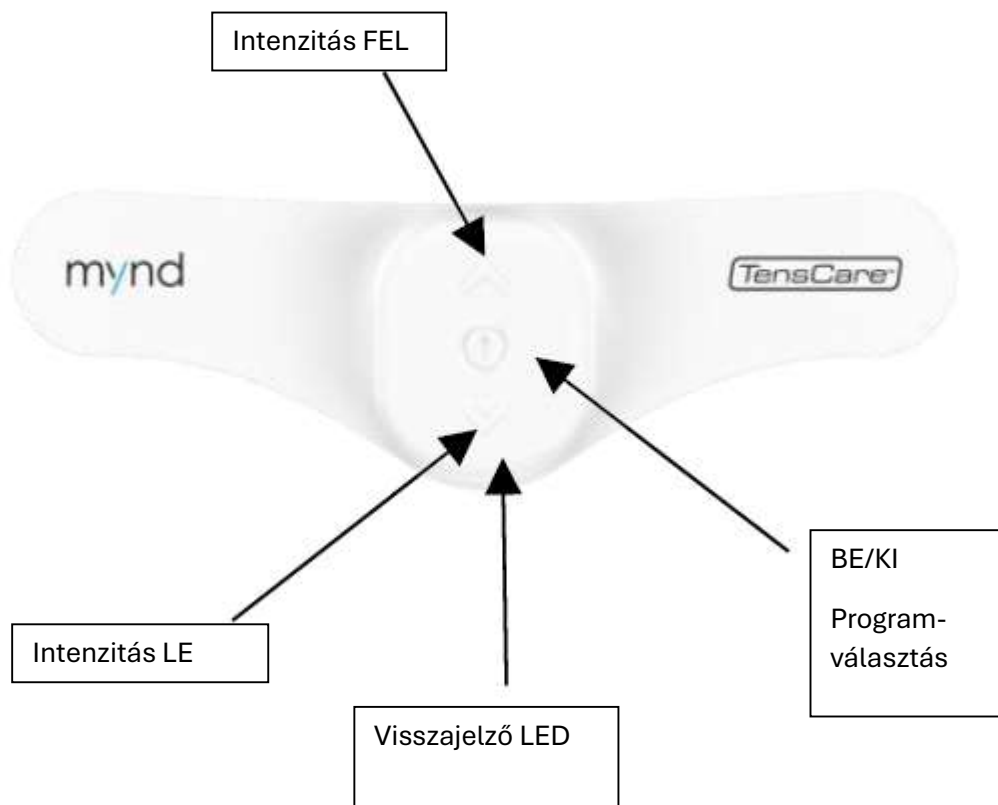 Intenzitás FEL
mynd
TensCare
BE/KI
Program-
választás
Intenzitás LE
Visszajelző LED